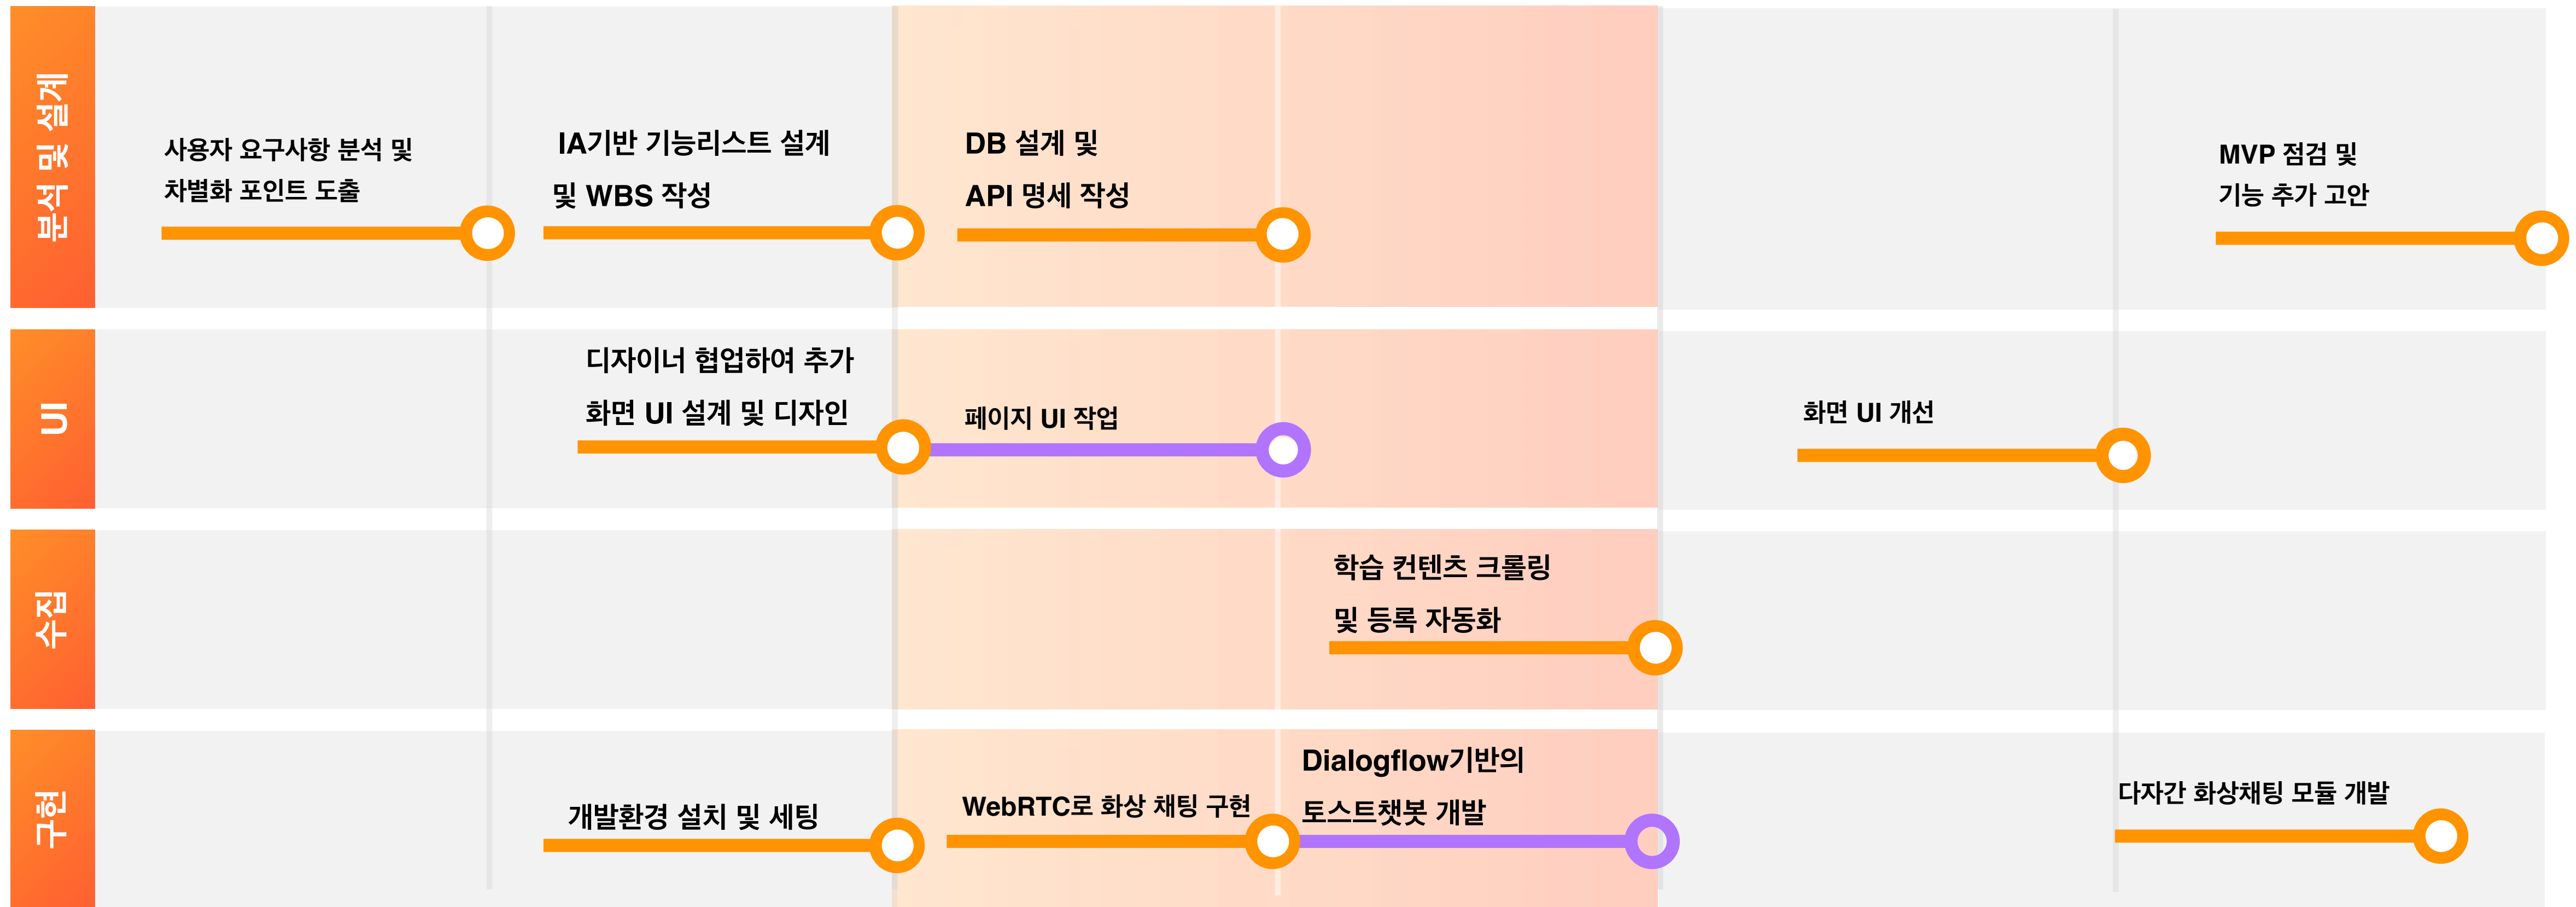 분석 및 설계
사용자 요구사항 분석 및
차별화 포인트 도출
IA기반 기능리스트 설계
및 WBS 작성
DB 설계 및
API 명세 작성
MVP 점검 및
기능 추가 고안
UI
디자이너 협업하여 추가
화면 UI 설계 및 디자인
페이지 UI 작업
화면 UI 개선
수집
학습 컨텐츠 크롤링
및 등록 자동화
구현
개발환경 설치 및 세팅
WebRTC로 화상 채팅 구현
Dialogflow기반의
토스트챗봇 개발
다자간 화상채팅 모듈 개발